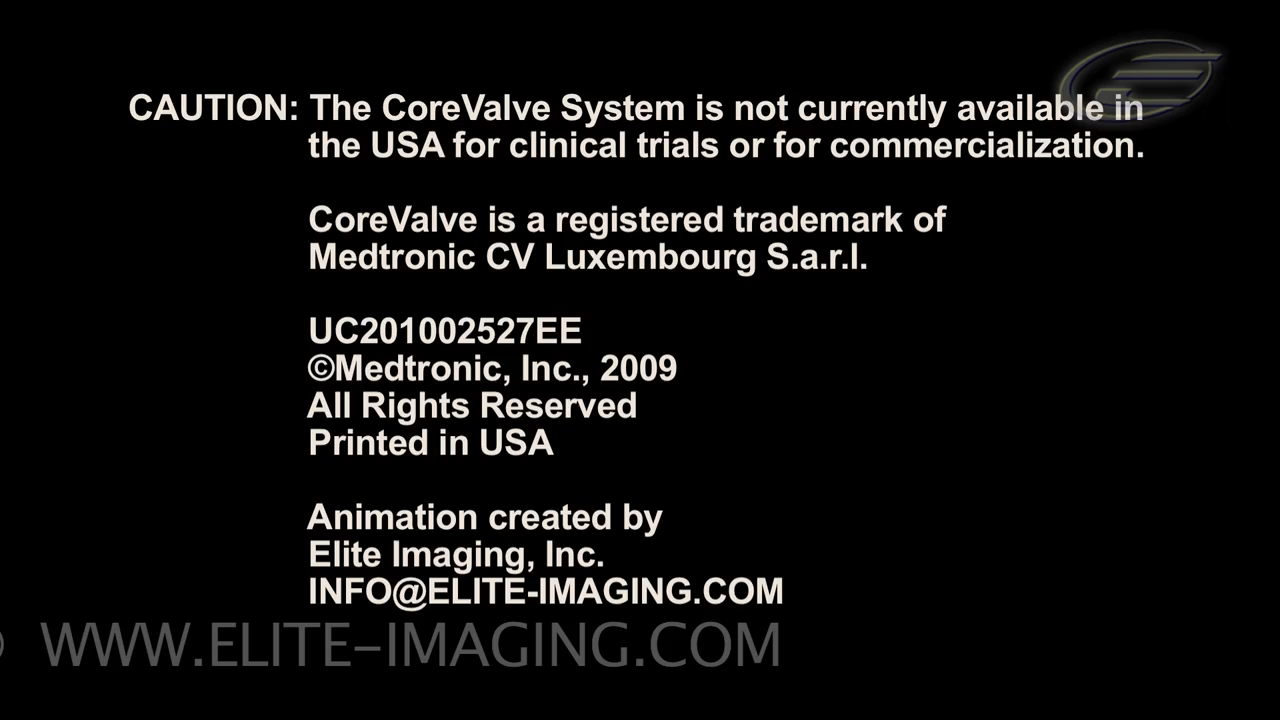 CAUTION: The CoreValve System is not currently available in
the USA for clinical trials or for commercialization.
CoreValve is a registered trademark of
Medtronic CV Luxembourg S.a.r.l.
UC201002527EE
©Medtronic, Inc., 2009
All Rights Reserved
Printed in USA
Animation created by
Elite Imaging, Inc.
INFO@ELITE-IMAGING.COM
© WWW.ELITE-IMAGING.COM